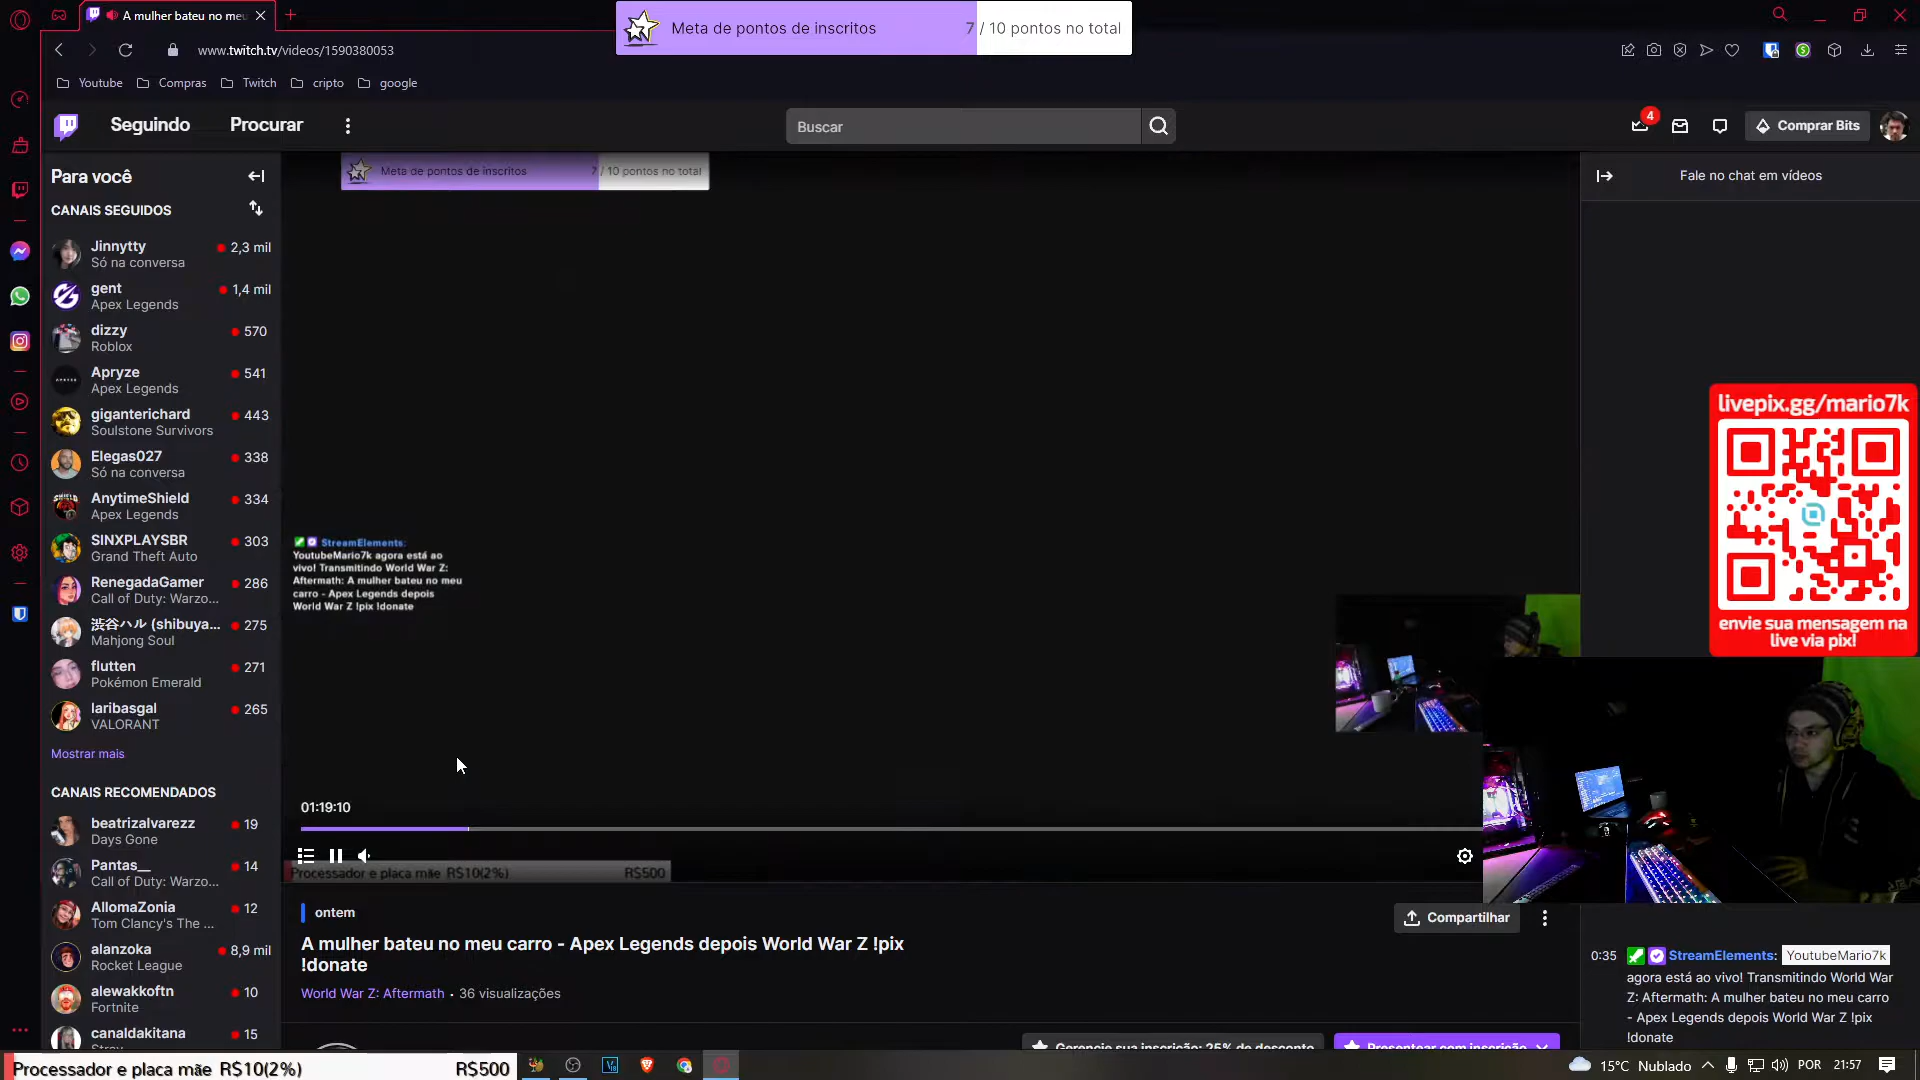 A mulher bateu no meu
Meta de pontos de inscritos 7 / 10 pontos no total
www.twitch.tv/videos/1590380053
Youtube Compras Twitch cripto google
Seguindo Procurar Buscar 4 Comprar Bits
Para você
CANAIS SEGUIDOS
Jinnytty 2,3 mil
Só na conversa
gent 1,4 mil
Apex Legends
dizzy 570
Roblox
Apryze 541
Apex Legends
giganterichard 443
Soulstone Survivors
Elegas027 338
Só na conversa
AnytimeShield 334
Apex Legends
SINXPLAYSBR 303
Grand Theft Auto
RenegadaGamer 286
Call of Duty: Warzo...
渋谷ハル (shibuya... 275
Mahjong Soul
flutten 271
Pokémon Emerald
laribasgal 265
VALORANT
Mostrar mais
CANAIS RECOMENDADOS
beatrizalvarezz 19
Days Gone
Pantas__ 14
Call of Duty: Warzo...
AllomaZonia 12
Tom Clancy's The ...
alanzoka 8,9 mil
Rocket League
alewakkoftn 10
Fortnite
canaldakitana 15
Stray
Meta de pontos de inscritos 7 / 10 pontos no total
StreamElements:
YoutubeMario7k agora está ao
vivo! Transmitindo World War Z:
Aftermath: A mulher bateu no meu
carro - Apex Legends depois
World War Z !pix !donate
01:19:10
Processador e placa mãe R$10(2%) R$500
ontem
Compartilhar
A mulher bateu no meu carro - Apex Legends depois World War Z !pix
!donate
World War Z: Aftermath • 36 visualizações
Gerencie sua inscrição: 25% de desconto
Presentear com inscrição
Fale no chat em vídeos
livepix.gg/mario7k
envie sua mensagem na
live via pix!
0:35 StreamElements: YoutubeMario7k
agora está ao vivo! Transmitindo World War
Z: Aftermath: A mulher bateu no meu carro
- Apex Legends depois World War Z !pix
!donate
Processador e placa mãe R$10(2%) R$500
15°C Nublado POR 21:57